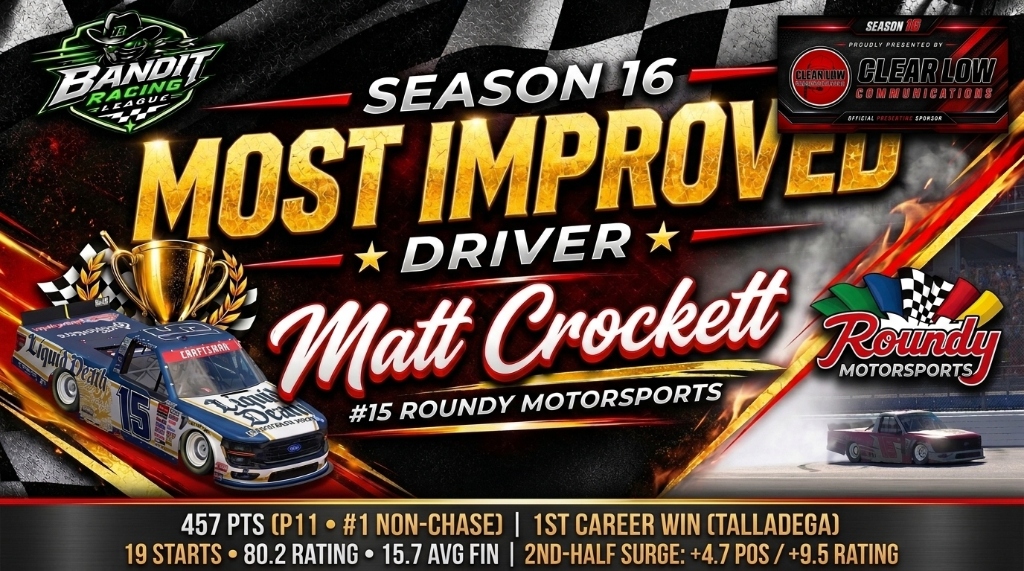 BANDIT
RACING
LEAGUE
SEASON 16
PROUDLY PRESENTED BY
CLEAR LOW
COMMUNICATIONS
OFFICIAL PRESENTING SPONSOR
SEASON 16
MOST IMPROVED
DRIVER
Matt Crockett
#15 ROUNDY MOTORSPORTS
Roundy
MOTORSPORTS
CRAFTSMAN
Liquid Death
15
Liquid
Death
457 PTS (P11 • #1 NON-CHASE) | 1ST CAREER WIN (TALLADEGA)
19 STARTS • 80.2 RATING • 15.7 AVG FIN | 2ND-HALF SURGE: +4.7 POS / +9.5 RATING